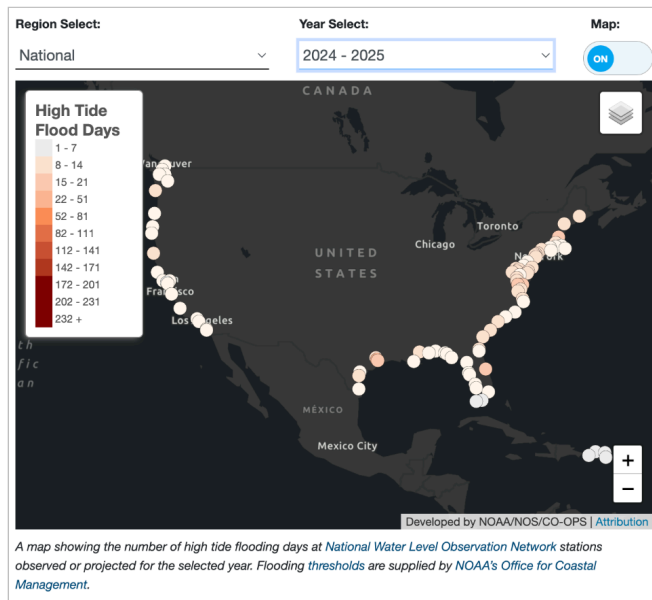 Region Select:
Year Select:
Map:
National
2024 - 2025
ON
High Tide
Flood Days
1 - 7
8 - 14
15 - 21
22 - 51
52 - 81
82 - 111
112 - 141
142 - 171
172 - 201
202 - 231
232 +
CANADA
Toronto
Chicago
UNITED
STATES
Los
MÉXICO
Mexico City
+
−
Developed by NOAA/NOS/CO-OPS | Attribution
A map showing the number of high tide flooding days at National Water Level Observation Network stations
observed or projected for the selected year. Flooding thresholds are supplied by NOAA's Office for Coastal
Management.